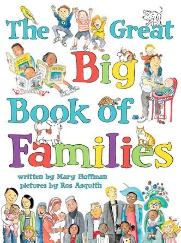 The Great
Big
Book of
Families
written by Mary Hoffman
pictures by Ros Asquith